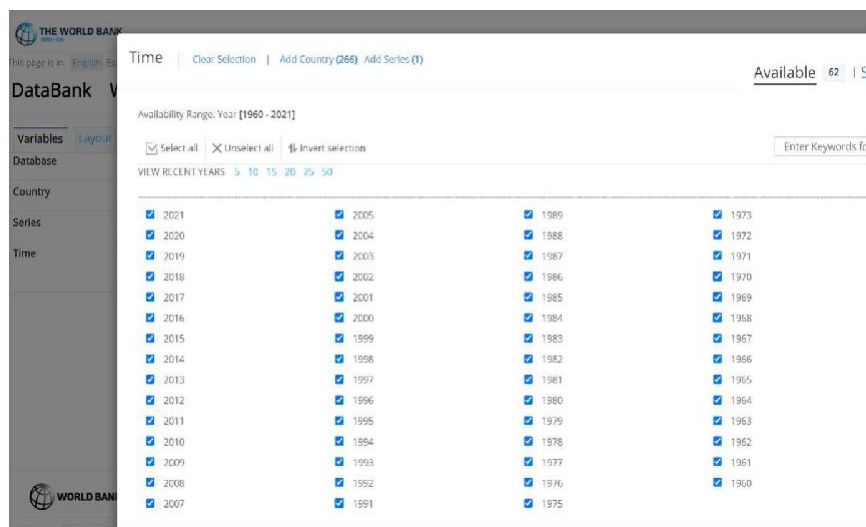 THE WORLD BANK
This page is in English Es
DataBank W
Variables Layout
Database
Country
Series
Time
WORLD BAN
Time | Clear Selection | Add Country (266) Add Series (1)
Available 62 | S
Availability Range: Year [1960 - 2021]
Select all Unselect all Invert selection
Enter Keywords fo
VIEW RECENT YEARS 5 10 15 20 25 50
2021 2005 1989 1973
2020 2004 1988 1972
2019 2003 1987 1971
2018 2002 1986 1970
2017 2001 1985 1969
2016 2000 1984 1968
2015 1999 1983 1967
2014 1998 1982 1966
2013 1997 1981 1965
2012 1996 1980 1964
2011 1995 1979 1963
2010 1994 1978 1962
2009 1993 1977 1961
2008 1992 1976 1960
2007 1991 1975